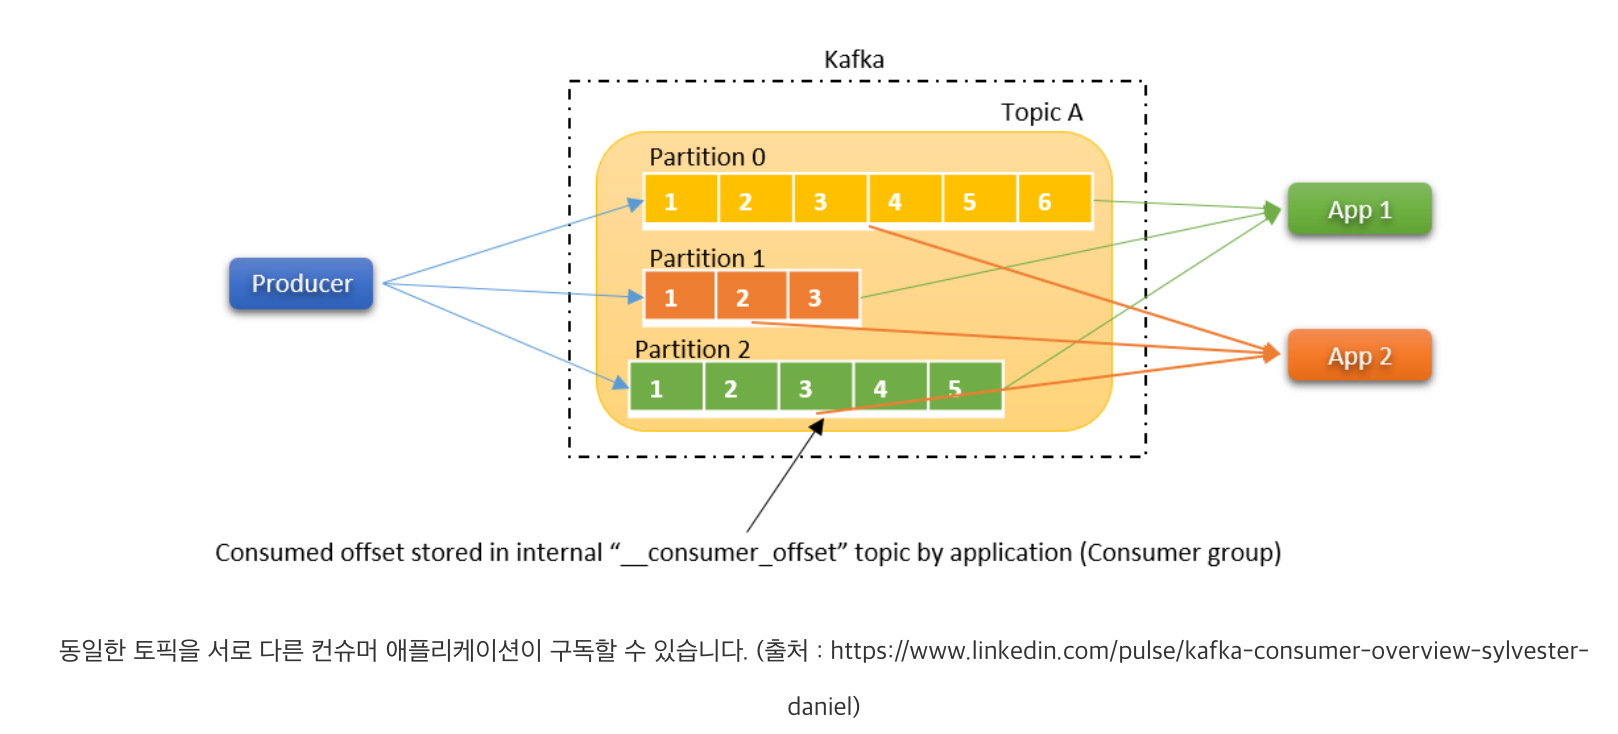 Kafka
Topic A
Partition 0
1 2 3 4 5 6
App 1
Partition 1
Producer
1 2 3
Partition 2
App 2
1 2 3 4 5
Consumed offset stored in internal “__consumer_offset” topic by application (Consumer group)
동일한 토픽을 서로 다른 컨슈머 애플리케이션이 구독할 수 있습니다. (출처 : https://www.linkedin.com/pulse/kafka-consumer-overview-sylvester-
daniel)